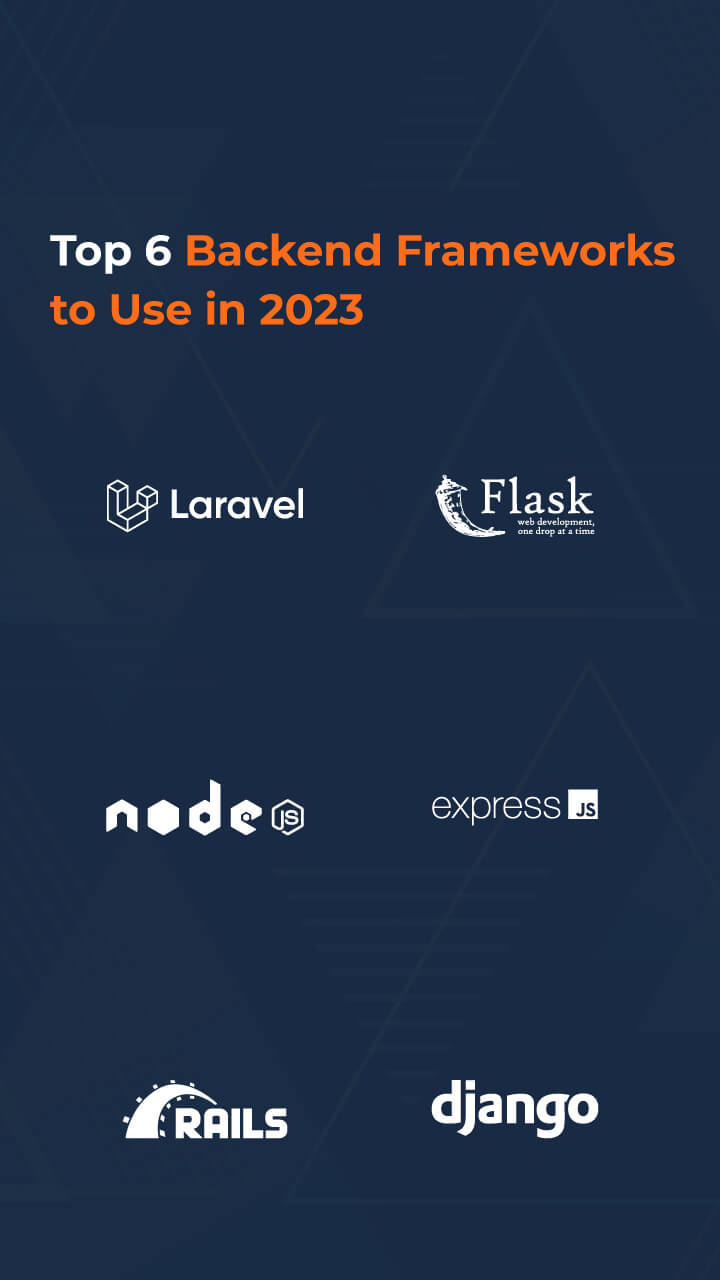 Top 6 Backend Frameworks
to Use in 2023
Laravel
Flask
web development,
one drop at a time
node JS
express JS
RAILS
django